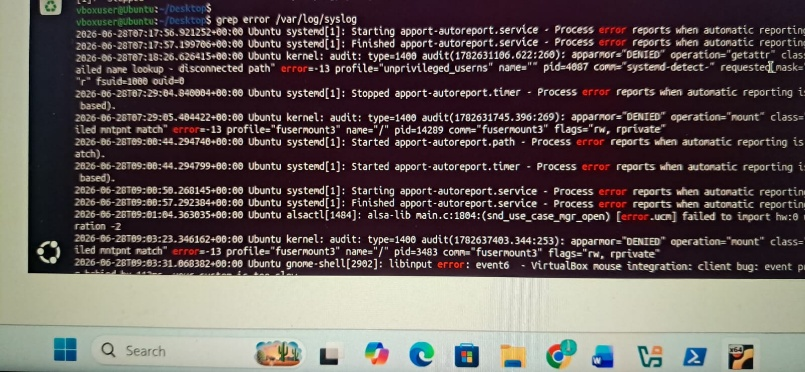 vboxuser@Ubuntu:~/Desktop$
vboxuser@Ubuntu:~/Desktop$ grep error /var/log/syslog
2026-06-28T07:17:56.921252+00:00 Ubuntu systemd[1]: Starting apport-autoreport.service - Process error reports when automatic reportin
2026-06-28T07:17:57.199706+00:00 Ubuntu systemd[1]: Finished apport-autoreport.service - Process error reports when automatic reportin
2026-06-28T07:18:26.626415+00:00 Ubuntu kernel: audit: type=1400 audit(1782631106.622:260): apparmor="DENIED" operation="getattr" clas
ailed name lookup - disconnected path" error=-13 profile="unprivileged_userns" name="" pid=4087 comm="systemd-detect-" requested_mask="
"r" fsuid=1000 ouid=0
2026-06-28T07:29:04.840004+00:00 Ubuntu systemd[1]: Stopped apport-autoreport.timer - Process error reports when automatic reporting is
based).
2026-06-28T07:29:05.404422+00:00 Ubuntu kernel: audit: type=1400 audit(1782631745.396:269): apparmor="DENIED" operation="mount" class=
iled mntpnt match" error=-13 profile="fusermount3" name="/" pid=14289 comm="fusermount3" flags="rw, rprivate"
2026-06-28T09:00:44.294740+00:00 Ubuntu systemd[1]: Started apport-autoreport.path - Process error reports when automatic reporting is
atch).
2026-06-28T09:00:44.294799+00:00 Ubuntu systemd[1]: Started apport-autoreport.timer - Process error reports when automatic reporting is
based).
2026-06-28T09:00:50.268145+00:00 Ubuntu systemd[1]: Starting apport-autoreport.service - Process error reports when automatic reportin
2026-06-28T09:00:57.292384+00:00 Ubuntu systemd[1]: Finished apport-autoreport.service - Process error reports when automatic reportin
2026-06-28T09:01:04.363035+00:00 Ubuntu alsactl[1484]: alsa-lib main.c:1804:(snd_use_case_mgr_open) [error.ucm] failed to import hw:0
ration -2
2026-06-28T09:03:23.346162+00:00 Ubuntu kernel: audit: type=1400 audit(1782637403.344:253): apparmor="DENIED" operation="mount" class=
iled mntpnt match" error=-13 profile="fusermount3" name="/" pid=3483 comm="fusermount3" flags="rw, rprivate"
2026-06-28T09:03:31.068382+00:00 Ubuntu gnome-shell[2902]: libinput error: event6 - VirtualBox mouse integration: client bug: event
Search